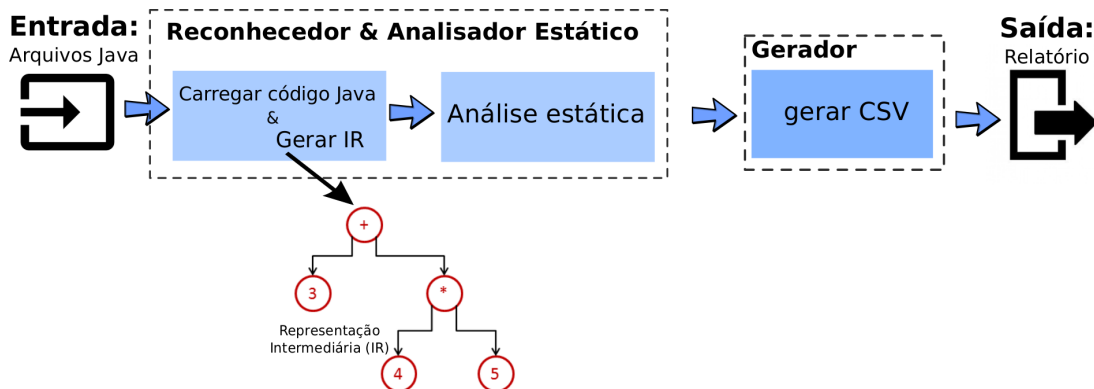 Entrada:
Arquivos Java
Reconhecedor & Analisador Estático
Carregar código Java
&
Gerar IR
Análise estática
Gerador
gerar CSV
Saída:
Relatório
+
3
*
Representação
Intermediária (IR)
4
5